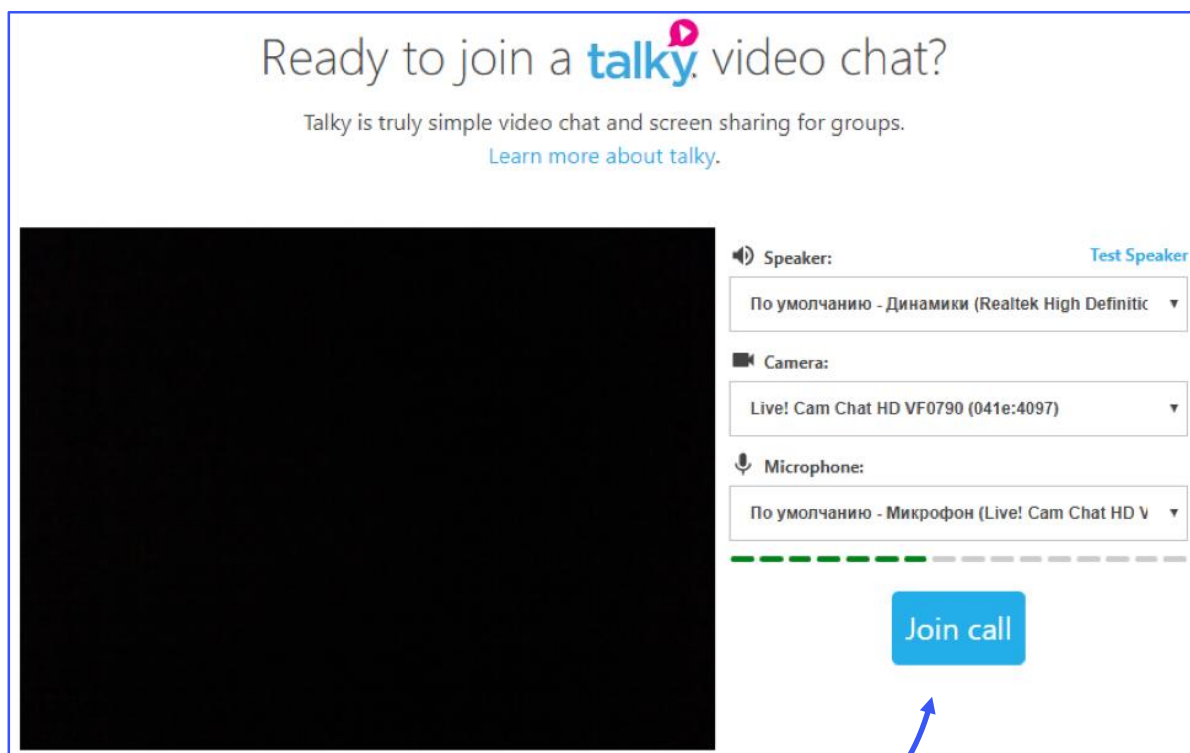 Ready to join a talky. video chat?
Talky is truly simple video chat and screen sharing for groups.
Learn more about talky.
Speaker:
Test Speaker
По умолчанию - Динамики (Realtek High Definitic
Camera:
Live! Cam Chat HD VF0790 (041e:4097)
Microphone:
По умолчанию - Микрофон (Live! Cam Chat HD V
Join call